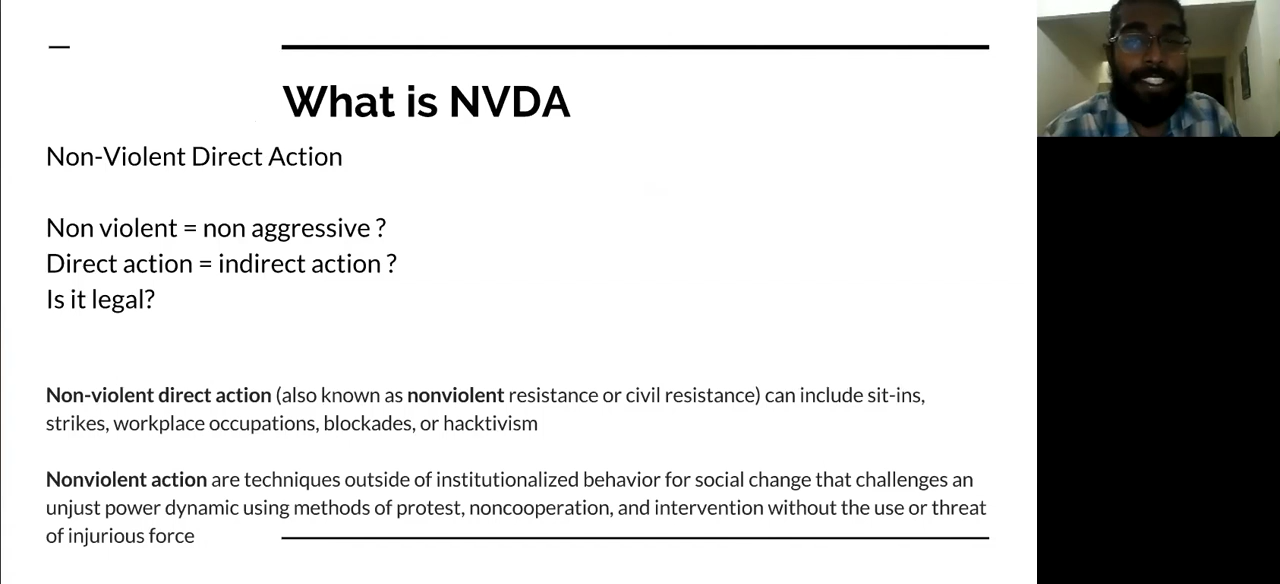 What is NVDA
Non-Violent Direct Action
Non violent = non aggressive ?
Direct action = indirect action ?
Is it legal?
Non-violent direct action (also known as nonviolent resistance or civil resistance) can include sit-ins,
strikes, workplace occupations, blockades, or hacktivism
Nonviolent action are techniques outside of institutionalized behavior for social change that challenges an
unjust power dynamic using methods of protest, noncooperation, and intervention without the use or threat
of injurious force